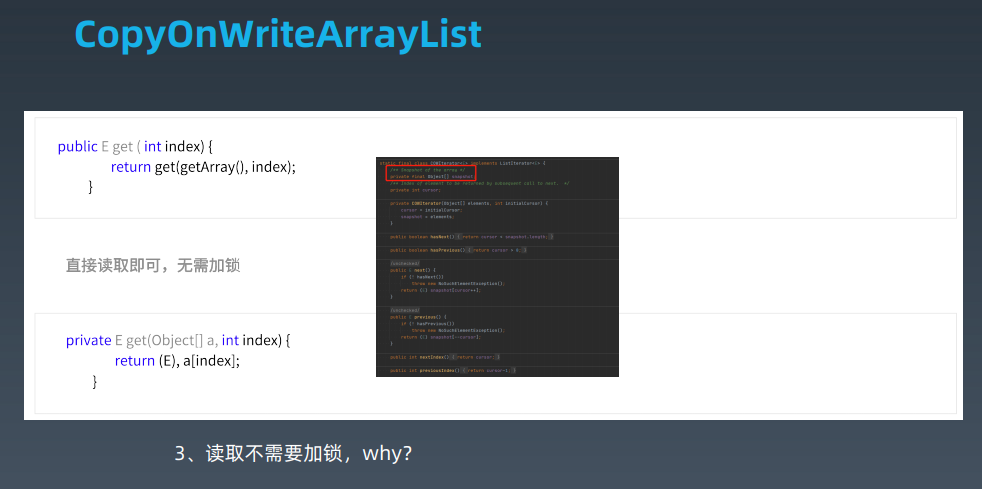 CopyOnWriteArrayList
public E get ( int index) {
return get(getArray(), index);
}
直接读取即可，无需加锁
private E get(Object[] a, int index) {
return (E), a[index];
}
static final class COWIterator<E> implements ListIterator<E> {
/** Snapshot of the array */
private final Object[] snapshot
/** Index of element to be returned by subsequent call to next. */
private int cursor;
private COWIterator(Object[] elements, int initialCursor) {
cursor = initialCursor;
snapshot = elements;
}
public boolean hasNext() { return cursor < snapshot.length; }
public boolean hasPrevious() { return cursor > 0; }
/unchecked/
public E next() {
if (! hasNext())
throw new NoSuchElementException();
return (E) snapshot[cursor++];
}
/unchecked/
public E previous() {
if (! hasPrevious())
throw new NoSuchElementException();
return (E) snapshot[--cursor];
}
public int nextIndex() { return cursor; }
public int previousIndex() { return cursor-1; }
3、读取不需要加锁，why?